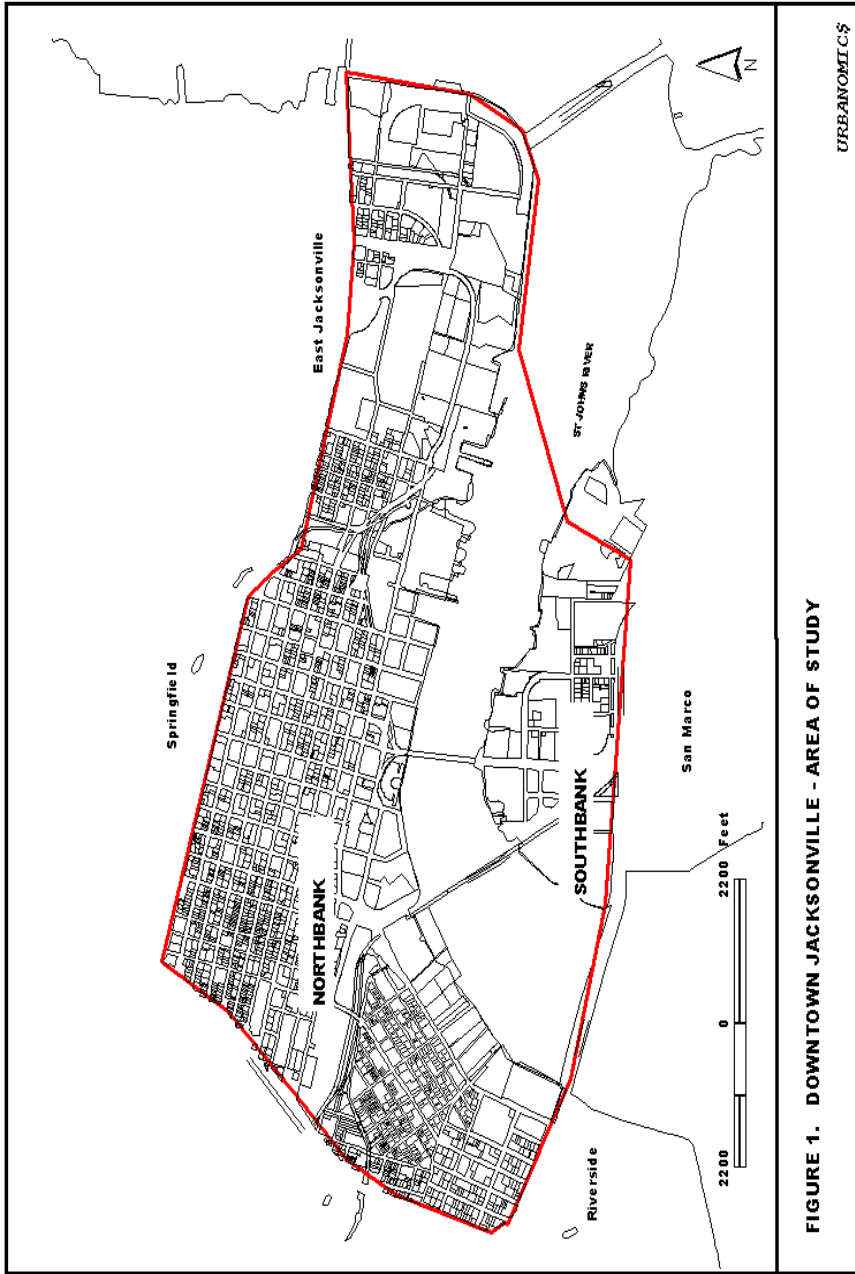 Springfield
East Jacksonville
NORTHBANK
ST JOHNS RIVER
SOUTHBANK
Riverside
San Marco
2200 0 2200 Feet
N
FIGURE 1. DOWNTOWN JACKSONVILLE - AREA OF STUDY
URBANOMICS